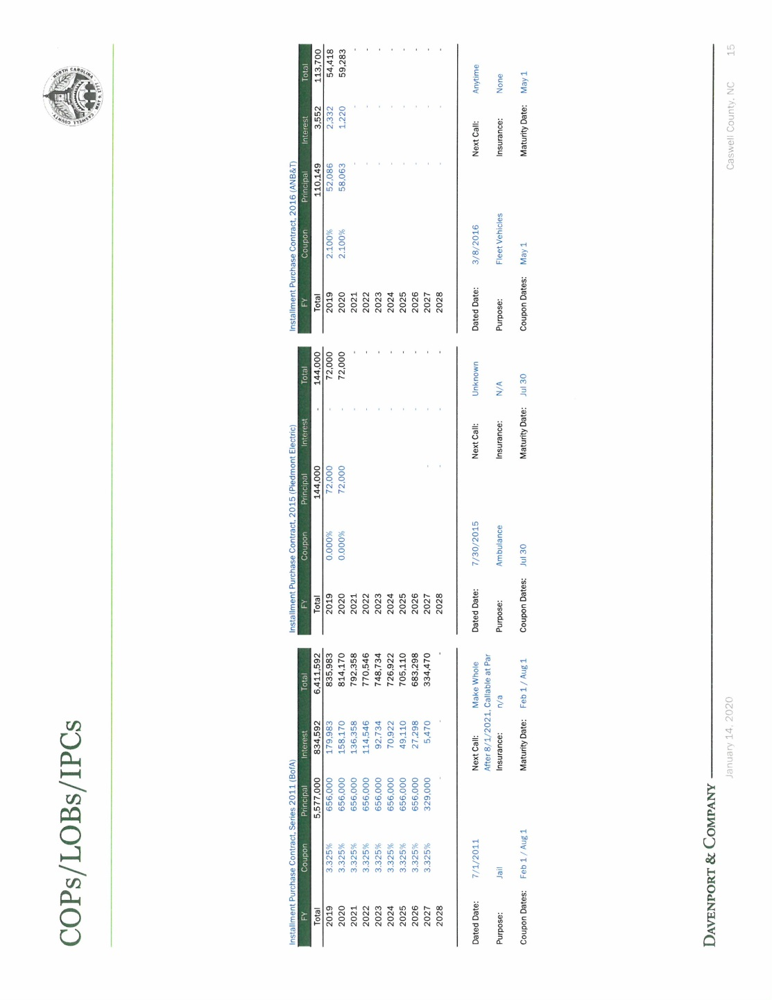 COPs/LOBs/IPCs
NORTH CAROLINA
CASWELL COUNTY
MAY 9 1777
Installment Purchase Contract, Series 2011 (BofA)
FY Coupon Principal Interest Total
Total 5,577,000 834,592 6,411,592
2019 3.325% 656,000 179,983 835,983
2020 3.325% 656,000 158,170 814,170
2021 3.325% 656,000 136,358 792,358
2022 3.325% 656,000 114,546 770,546
2023 3.325% 656,000 92,734 748,734
2024 3.325% 656,000 70,922 726,922
2025 3.325% 656,000 49,110 705,110
2026 3.325% 656,000 27,298 683,298
2027 3.325% 329,000 5,470 334,470
2028 - - -
Dated Date: 7/1/2011 Next Call: Make Whole
After 8/1/2021, Callable at Par
Purpose: Jail Insurance: n/a
Coupon Dates: Feb 1 / Aug 1 Maturity Date: Feb 1 / Aug 1
Installment Purchase Contract, 2015 (Piedmont Electric)
FY Coupon Principal Interest Total
Total 144,000 - 144,000
2019 0.000% 72,000 - 72,000
2020 0.000% 72,000 - 72,000
2021 - -
2022 - -
2023 - -
2024 - -
2025 - -
2026 - -
2027 - - -
2028 - - -
Dated Date: 7/30/2015 Next Call: Unknown
Purpose: Ambulance Insurance: N/A
Coupon Dates: Jul 30 Maturity Date: Jul 30
Installment Purchase Contract, 2016 (ANB&T)
FY Coupon Principal Interest Total
Total 110,149 3,552 113,700
2019 2.100% 52,086 2,332 54,418
2020 2.100% 58,063 1,220 59,283
2021 - - -
2022 - - -
2023 - - -
2024 - - -
2025 - - -
2026 - - -
2027 - - -
2028 - - -
Dated Date: 3/8/2016 Next Call: Anytime
Purpose: Fleet Vehicles Insurance: None
Coupon Dates: May 1 Maturity Date: May 1
DAVENPORT & COMPANY
January 14, 2020
Caswell County, NC 15